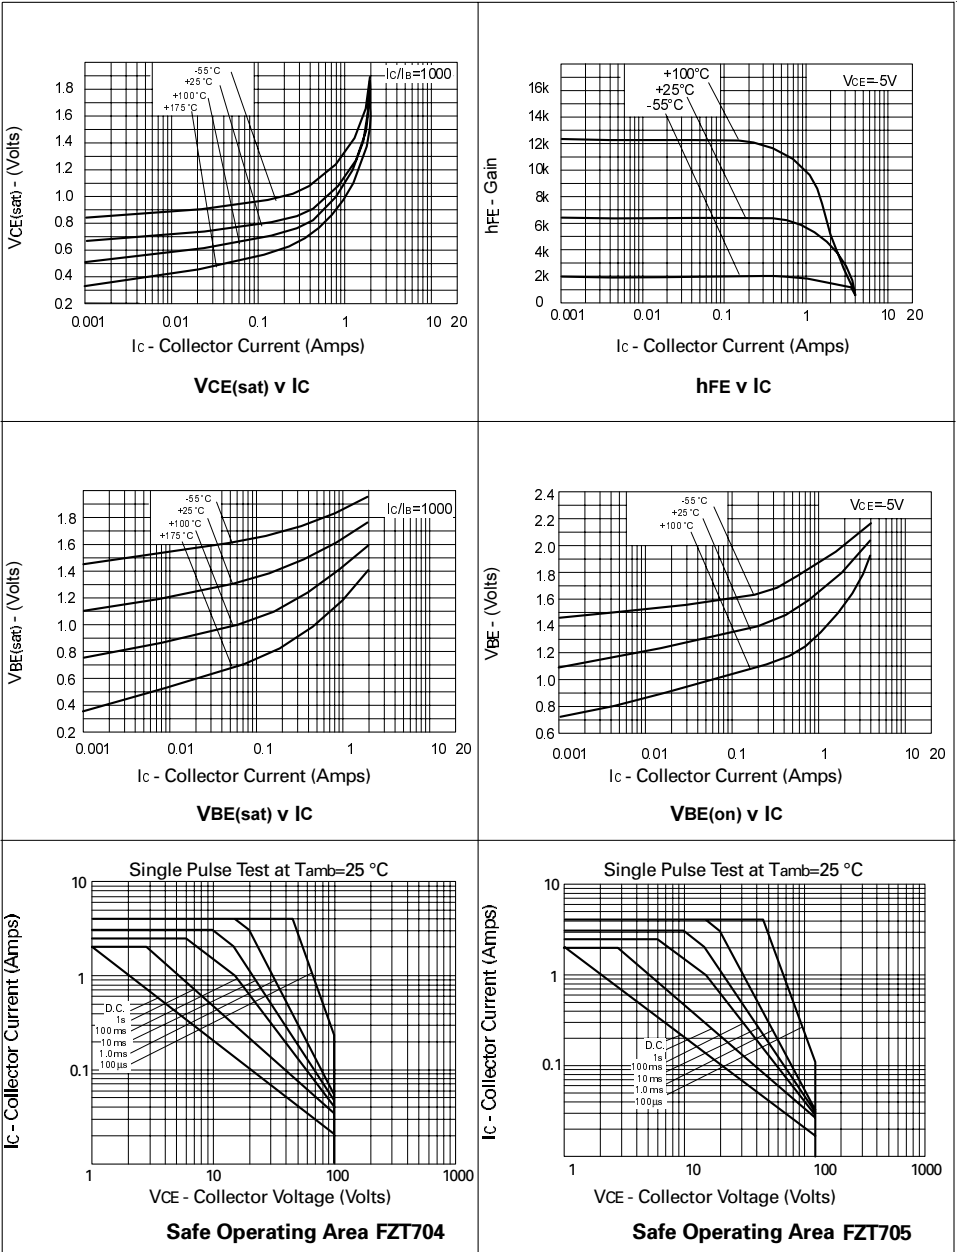 -55°C
+25°C
+100°C
+175°C
IC/IB=1000
1.8
1.6
1.4
1.2
1.0
0.8
0.6
0.4
0.2
VCE(sat) - (Volts)
0.001 0.01 0.1 1 10 20
IC - Collector Current (Amps)
VCE(sat) v IC
+100°C
+25°C
-55°C
VCE=-5V
16k
14k
12k
10k
8k
6k
4k
2k
0
hFE - Gain
0.001 0.01 0.1 1 10 20
IC - Collector Current (Amps)
hFE v IC
-55°C
+25°C
+100°C
+175°C
IC/IB=1000
1.8
1.6
1.4
1.2
1.0
0.8
0.6
0.4
0.2
VBE(sat) - (Volts)
0.001 0.01 0.1 1 10 20
IC - Collector Current (Amps)
VBE(sat) v IC
-55°C
+25°C
+100°C
VCE=-5V
2.4
2.2
2.0
1.8
1.6
1.4
1.2
1.0
0.8
0.6
VBE - (Volts)
0.001 0.01 0.1 1 10 20
IC - Collector Current (Amps)
VBE(on) v IC
Single Pulse Test at Tamb=25 °C
10
1
0.1
IC - Collector Current (Amps)
D.C.
1s
100ms
10ms
1.0ms
100µs
1 10 100 1000
VCE - Collector Voltage (Volts)
Safe Operating Area FZT704
Single Pulse Test at Tamb=25 °C
10
1
0.1
IC - Collector Current (Amps)
D.C.
1s
100ms
10ms
1.0ms
100µs
1 10 100 1000
VCE - Collector Voltage (Volts)
Safe Operating Area FZT705